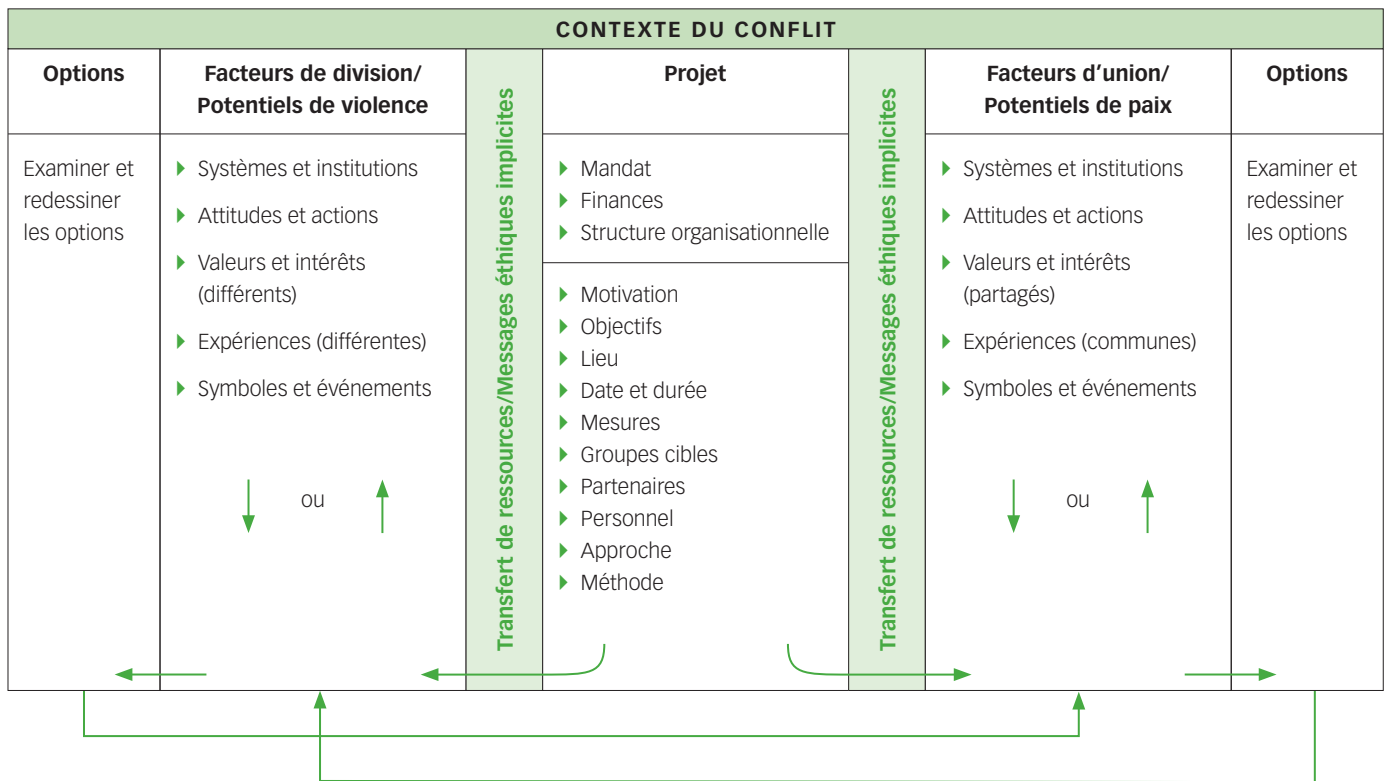 CONTEXTE DU CONFLIT
Options
Facteurs de division/
Potentiels de violence
Transfert de ressources/Messages éthiques implicites
Projet
Transfert de ressources/Messages éthiques implicites
Facteurs d’union/
Potentiels de paix
Options
Examiner et
redessiner
les options
Systèmes et institutions
Attitudes et actions
Valeurs et intérêts
(différents)
Expériences (différentes)
Symboles et événements
ou
Mandat
Finances
Structure organisationnelle
Motivation
Objectifs
Lieu
Date et durée
Mesures
Groupes cibles
Partenaires
Personnel
Approche
Méthode
Systèmes et institutions
Attitudes et actions
Valeurs et intérêts
(partagés)
Expériences (communes)
Symboles et événements
ou
Examiner et
redessiner
les options